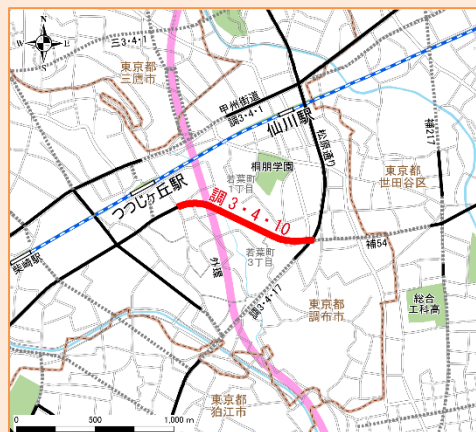 N
W
E
S
三3・4・1
東京都
三鷹市
甲州街道
調3・4・1
仙川駅
松原通り
補217
桐朋学園
東京都
世田谷区
若葉町
1丁目
つつじヶ丘駅
調3・4・10
柴崎駅
外環
若葉町
3丁目
補54
調3・4・17
東京都
調布市
総合
工科高
東京都
狛江市
0 500 1,000 m